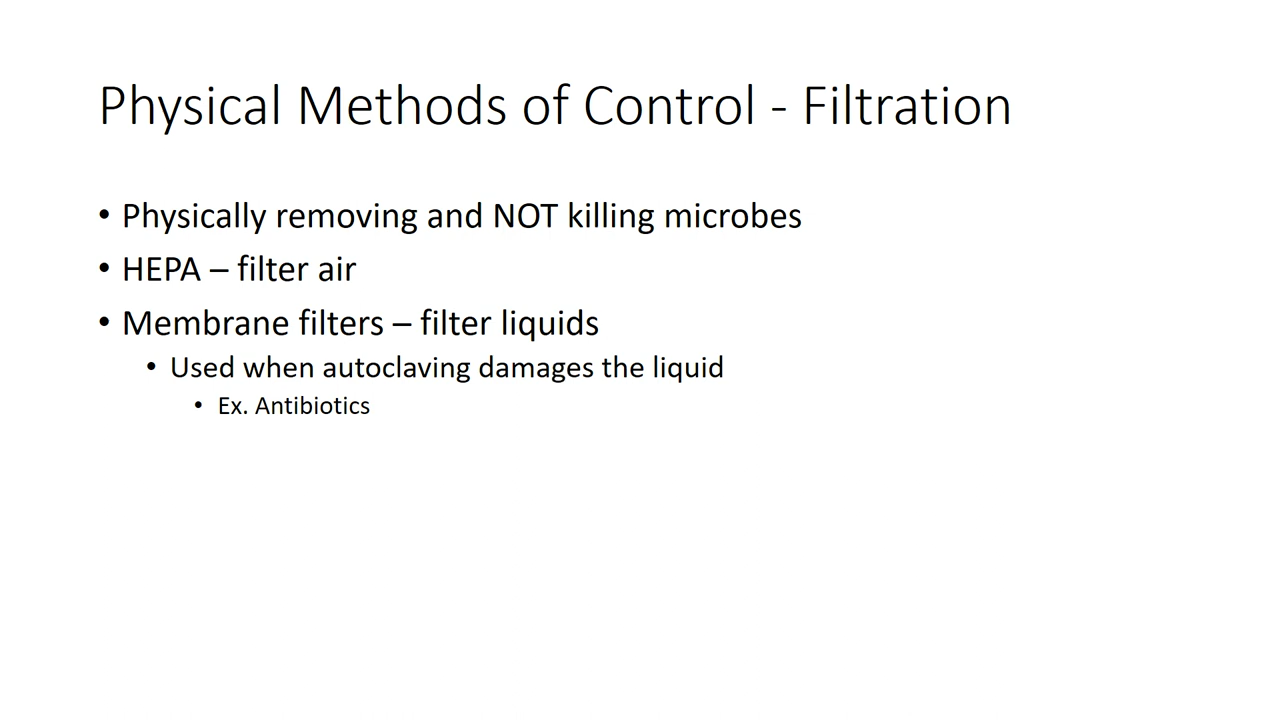 Physical Methods of Control - Filtration
• Physically removing and NOT killing microbes
• HEPA – filter air
• Membrane filters – filter liquids
• Used when autoclaving damages the liquid
• Ex. Antibiotics